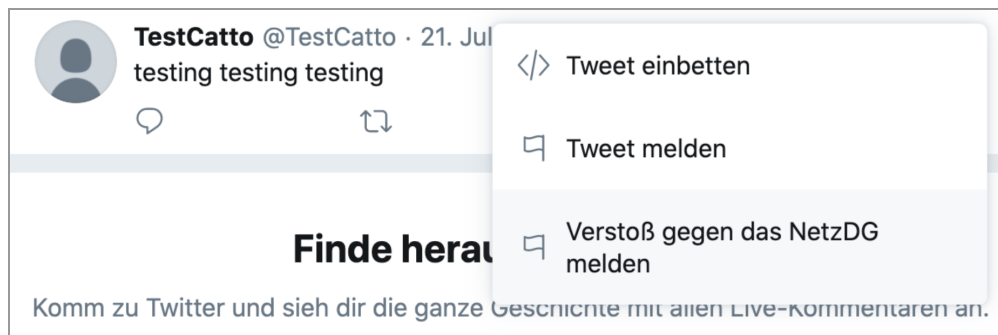 TestCatto @TestCatto · 21. Jul
testing testing testing
Tweet einbetten
Tweet melden
Verstoß gegen das NetzDG
melden
Finde
Komm zu Twitter und sieh dir die ganze Geschichte mit allen Live-Kommentaren an.